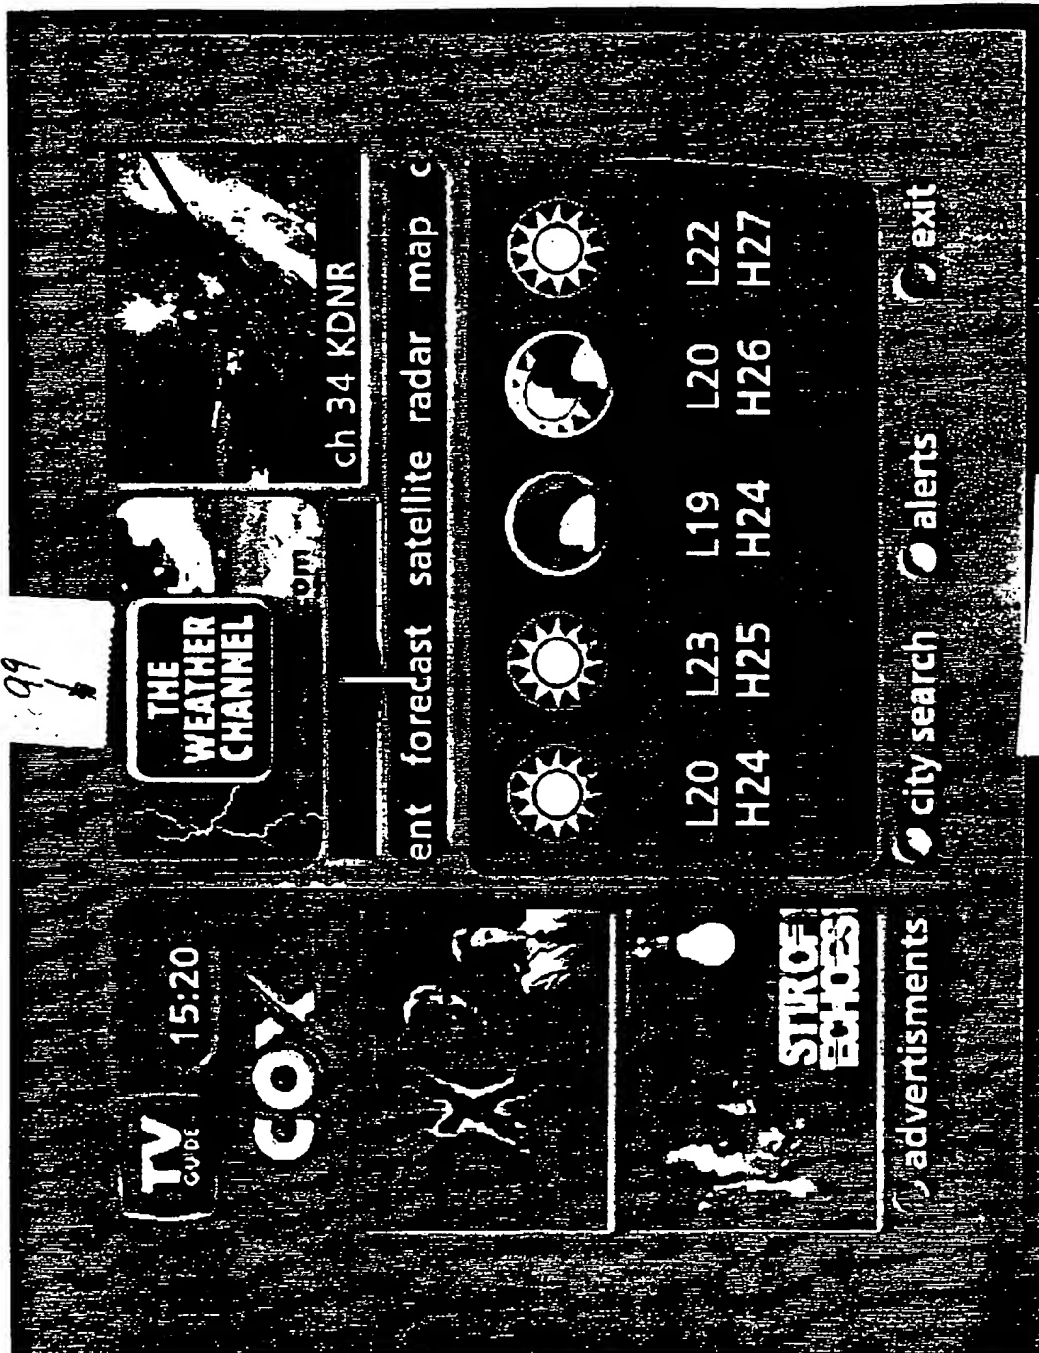 99
TV
GUIDE
15:20
COX
THE
WEATHER
CHANNEL
om
ch 34 KDNR
ent forecast satellite radar map c
L20 L23 L19 L20 L22
H24 H25 H24 H26 H27
STIR OF
ECHOES
advertisments city search alerts exit